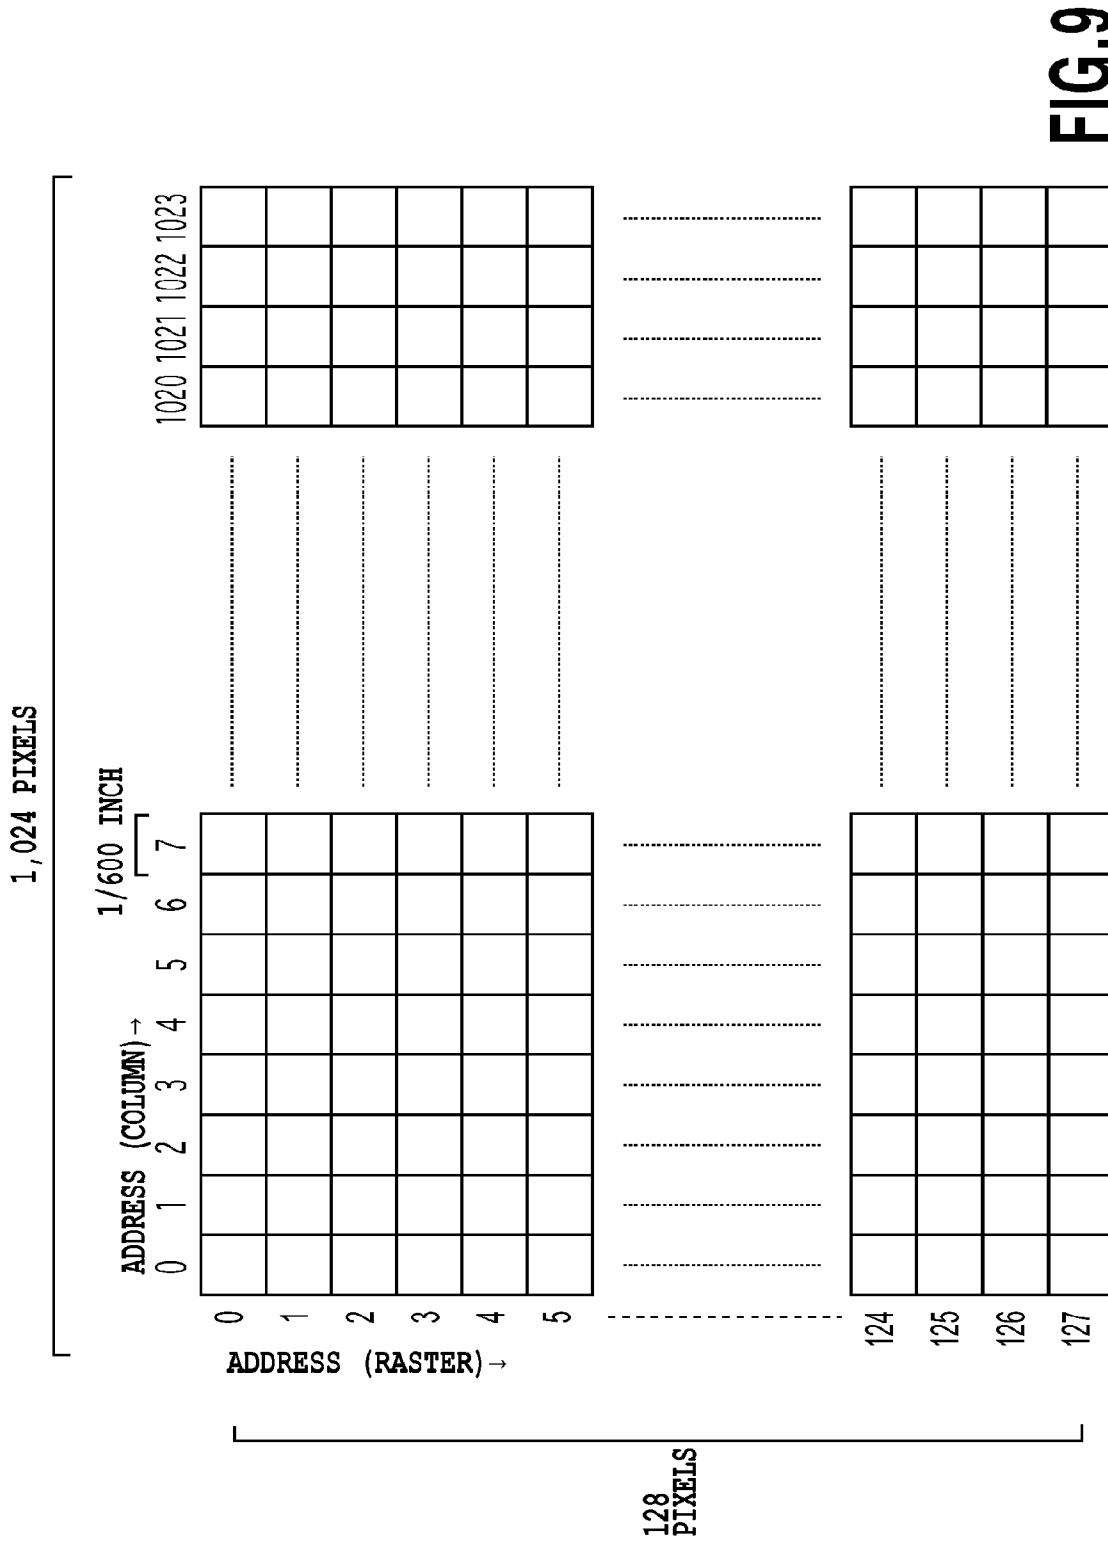 1,024 PIXELS
1/600 INCH
ADDRESS (COLUMN)→
0 1 2 3 4 5 6 7 1020 1021 1022 1023
ADDRESS (RASTER)→
0
1
2
3
4
5
124
125
126
127
128
PIXELS
FIG.9